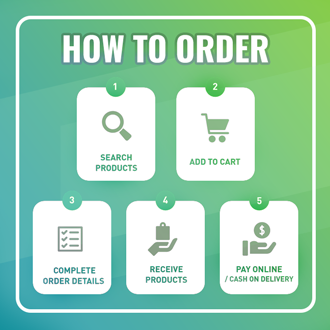 HOW TO ORDER
1
SEARCH
PRODUCTS
2
ADD TO CART
3
COMPLETE
ORDER DETAILS
4
RECEIVE
PRODUCTS
5
$
PAY ONLINE
/ CASH ON DELIVERY